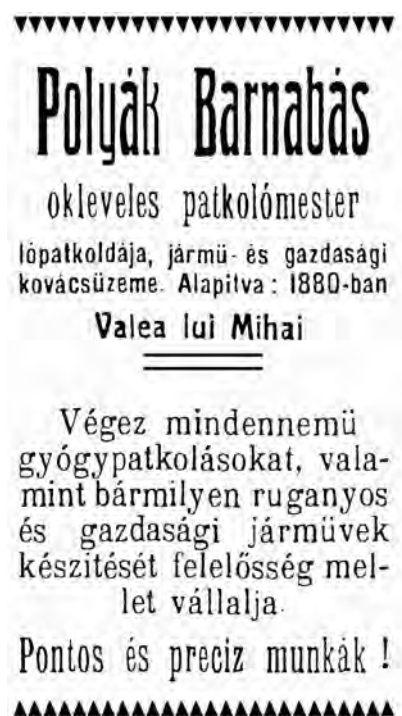 Polyák Barnabás
okleveles patkolómester
lópatkoldája, jármü- és gazdasági
kovácsüzeme. Alapitva: 1880-ban
Valea lui Mihai
Végez mindennemü
gyógypatkolásokat, vala-
mint bármilyen ruganyos
és gazdasági jármüvek
készitését felelősség mel-
let vállalja.
Pontos és preciz munkák !